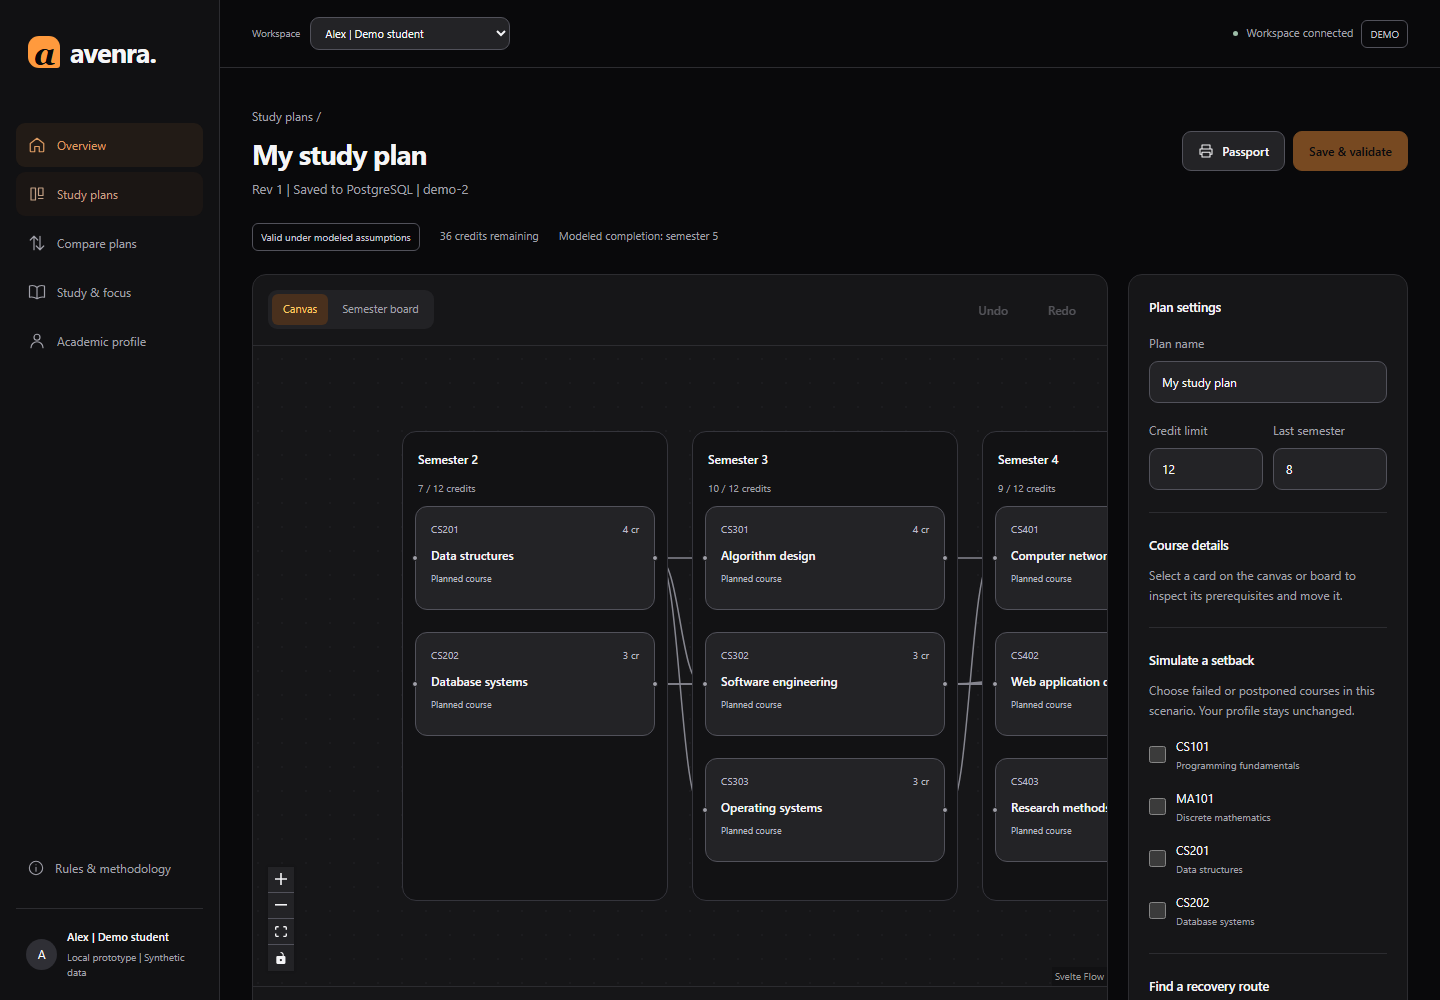 a avenra.
Overview
Study plans
Compare plans
Study & focus
Academic profile
Rules & methodology
A
Alex | Demo student
Local prototype | Synthetic
data
Workspace
Alex | Demo student
Workspace connected
DEMO
Study plans /
My study plan
Rev 1 | Saved to PostgreSQL | demo-2
Passport
Save & validate
Valid under modeled assumptions
36 credits remaining
Modeled completion: semester 5
Canvas
Semester board
Undo
Redo
Semester 2
7 / 12 credits
CS201
4 cr
Data structures
Planned course
CS202
3 cr
Database systems
Planned course
Semester 3
10 / 12 credits
CS301
4 cr
Algorithm design
Planned course
CS302
3 cr
Software engineering
Planned course
CS303
3 cr
Operating systems
Planned course
Semester 4
9 / 12 credits
CS401
Computer networ
Planned course
CS402
Web application
Planned course
CS403
Research methods
Planned course
Svelte Flow
Plan settings
Plan name
My study plan
Credit limit
Last semester
12
8
Course details
Select a card on the canvas or board to
inspect its prerequisites and move it.
Simulate a setback
Choose failed or postponed courses in this
scenario. Your profile stays unchanged.
CS101
Programming fundamentals
MA101
Discrete mathematics
CS201
Data structures
CS202
Database systems
Find a recovery route